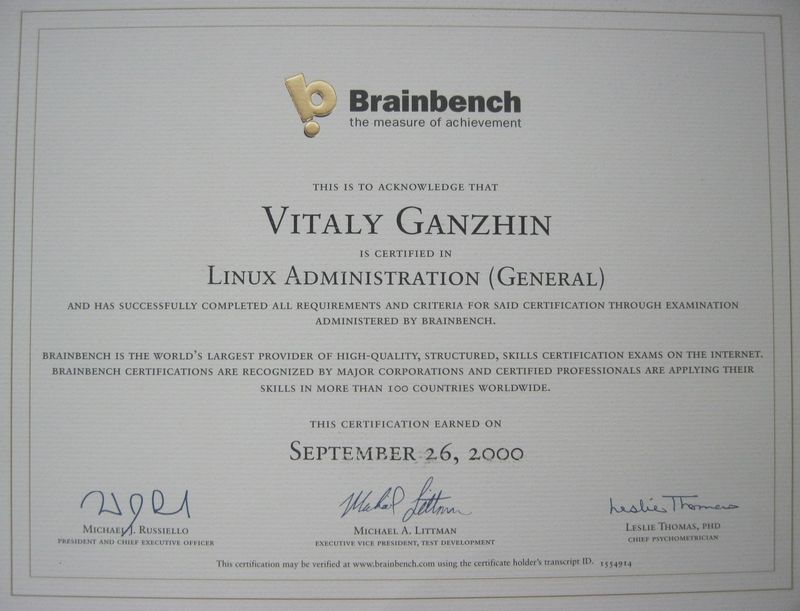 Brainbench
the measure of achievement
THIS IS TO ACKNOWLEDGE THAT
VITALY GANZHIN
IS CERTIFIED IN
LINUX ADMINISTRATION (GENERAL)
AND HAS SUCCESSFULLY COMPLETED ALL REQUIREMENTS AND CRITERIA FOR SAID CERTIFICATION THROUGH EXAMINATION
ADMINISTERED BY BRAINBENCH.
BRAINBENCH IS THE WORLD'S LARGEST PROVIDER OF HIGH-QUALITY, STRUCTURED, SKILLS CERTIFICATION EXAMS ON THE INTERNET.
BRAINBENCH CERTIFICATIONS ARE RECOGNIZED BY MAJOR CORPORATIONS AND CERTIFIED PROFESSIONALS ARE APPLYING THEIR
SKILLS IN MORE THAN 100 COUNTRIES WORLDWIDE.
THIS CERTIFICATION EARNED ON
SEPTEMBER 26, 2000
Michael Littman
Leslie Thomas
MICHAEL J. RUSSIELLO
PRESIDENT AND CHIEF EXECUTIVE OFFICER
MICHAEL A. LITTMAN
EXECUTIVE VICE PRESIDENT, TEST DEVELOPMENT
LESLIE THOMAS, PHD
CHIEF PSYCHOMETRICIAN
This certification may be verified at www.brainbench.com using the certificate holder's transcript ID. 1554914